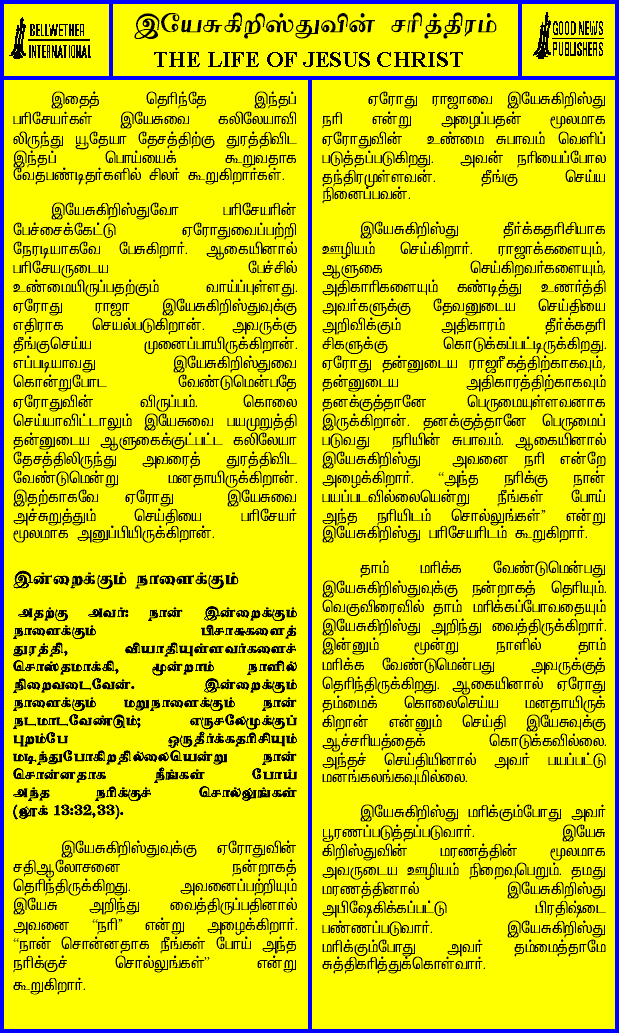 BELLWETHER
INTERNATIONAL
இயேசுகிறிஸ்துவின் சரித்திரம்
THE LIFE OF JESUS CHRIST
GOOD NEWS
PUBLISHERS
இதைத் தெரிந்தே இந்தப்
பரிசேயர்கள் இயேசுவை கலிலேயாவி
லிருந்து யூதேயா தேசத்திற்கு துரத்திவிட
இந்தப் பொய்யைக் கூறுவதாக
வேதபண்டிதர்களில் சிலர் கூறுகிறார்கள்.
இயேசுகிறிஸ்துவோ பரிசேயரின்
பேச்சைக்கேட்டு ஏரோதுவைப்பற்றி
நேரடியாகவே பேசுகிறார். ஆகையினால்
பரிசேயருடைய பேச்சில்
உண்மையிருப்பதற்கும் வாய்ப்புள்ளது.
ஏரோது ராஜா இயேசுகிறிஸ்துவுக்கு
எதிராக செயல்படுகிறான். அவருக்கு
தீங்குசெய்ய முனைப்பாயிருக்கிறான்.
எப்படியாவது இயேசுகிறிஸ்துவை
கொன்றுபோட வேண்டுமென்பதே
ஏரோதுவின் விருப்பம். கொலை
செய்யாவிட்டாலும் இயேசுவை பயமுறுத்தி
தன்னுடைய ஆளுகைக்குட்பட்ட கலிலேயா
தேசத்திலிருந்து அவரைத் துரத்திவிட
வேண்டுமென்று மனதாயிருக்கிறான்.
இதற்காகவே ஏரோது இயேசுவை
அச்சுறுத்தும் செய்தியை பரிசேயர்
மூலமாக அனுப்பியிருக்கிறான்.
இன்றைக்கும் நாளைக்கும்
அதற்கு அவர்: நான் இன்றைக்கும்
நாளைக்கும் பிசாசுகளைத்
துரத்தி, வியாதியுள்ளவர்களைச்
சொஸ்தமாக்கி, மூன்றாம் நாளில்
நிறைவடைவேன். இன்றைக்கும்
நாளைக்கும் மறுநாளைக்கும் நான்
நடமாடவேண்டும்; எருசலேமுக்குப்
புறம்பே ஒருதீர்க்கதரிசியும்
மடிந்துபோகிறதில்லையென்று நான்
சொன்னதாக நீங்கள் போய்
அந்த நரிக்குச் சொல்லுங்கள்
(லூக் 13:32,33).
இயேசுகிறிஸ்துவுக்கு ஏரோதுவின்
சதிஆலோசனை நன்றாகத்
தெரிந்திருக்கிறது. அவனைப்பற்றியும்
இயேசு அறிந்து வைத்திருப்பதினால்
அவனை “நரி” என்று அழைக்கிறார்.
“நான் சொன்னதாக நீங்கள் போய் அந்த
நரிக்குச் சொல்லுங்கள்” என்று
கூறுகிறார்.
ஏரோது ராஜாவை இயேசுகிறிஸ்து
நரி என்று அழைப்பதன் மூலமாக
ஏரோதுவின் உண்மை சுபாவம் வெளிப்
படுத்தப்படுகிறது. அவன் நரியைப்போல
தந்திரமுள்ளவன். தீங்கு செய்ய
நினைப்பவன்.
இயேசுகிறிஸ்து தீர்க்கதரிசியாக
ஊழியம் செய்கிறார். ராஜாக்களையும்,
ஆளுகை செய்கிறவர்களையும்,
அதிகாரிகளையும் கண்டித்து உணர்த்தி
அவர்களுக்கு தேவனுடைய செய்தியை
அறிவிக்கும் அதிகாரம் தீர்க்கதரி
சிகளுக்கு கொடுக்கப்பட்டிருக்கிறது.
ஏரோது தன்னுடைய ராஜரீகத்திற்காகவும்,
தன்னுடைய அதிகாரத்திற்காகவும்
தனக்குத்தானே பெருமையுள்ளவனாக
இருக்கிறான். தனக்குத்தானே பெருமைப்
படுவது நரியின் சுபாவம். ஆகையினால்
இயேசுகிறிஸ்து அவனை நரி என்றே
அழைக்கிறார். “அந்த நரிக்கு நான்
பயப்படவில்லையென்று நீங்கள் போய்
அந்த நரியிடம் சொல்லுங்கள்” என்று
இயேசுகிறிஸ்து பரிசேயரிடம் கூறுகிறார்.
தாம் மரிக்க வேண்டுமென்பது
இயேசுகிறிஸ்துவுக்கு நன்றாகத் தெரியும்.
வெகுவிரைவில் தாம் மரிக்கப்போவதையும்
இயேசுகிறிஸ்து அறிந்து வைத்திருக்கிறார்.
இன்னும் மூன்று நாளில் தாம்
மரிக்க வேண்டுமென்பது அவருக்குத்
தெரிந்திருக்கிறது. ஆகையினால் ஏரோது
தம்மைக் கொலைசெய்ய மனதாயிருக்
கிறான் என்னும் செய்தி இயேசுவுக்கு
ஆச்சரியத்தைக் கொடுக்கவில்லை.
அந்தச் செய்தியினால் அவர் பயப்பட்டு
மனங்கலங்கவுமில்லை.
இயேசுகிறிஸ்து மரிக்கும்போது அவர்
பூரணப்படுத்தப்படுவார். இயேசு
கிறிஸ்துவின் மரணத்தின் மூலமாக
அவருடைய ஊழியம் நிறைவுபெறும். தமது
மரணத்தினால் இயேசுகிறிஸ்து
அபிஷேகிக்கப்பட்டு பிரதிஷ்டை
பண்ணப்படுவார். இயேசுகிறிஸ்து
மரிக்கும்போது அவர் தம்மைத்தாமே
சுத்திகரித்துக்கொள்வார்.